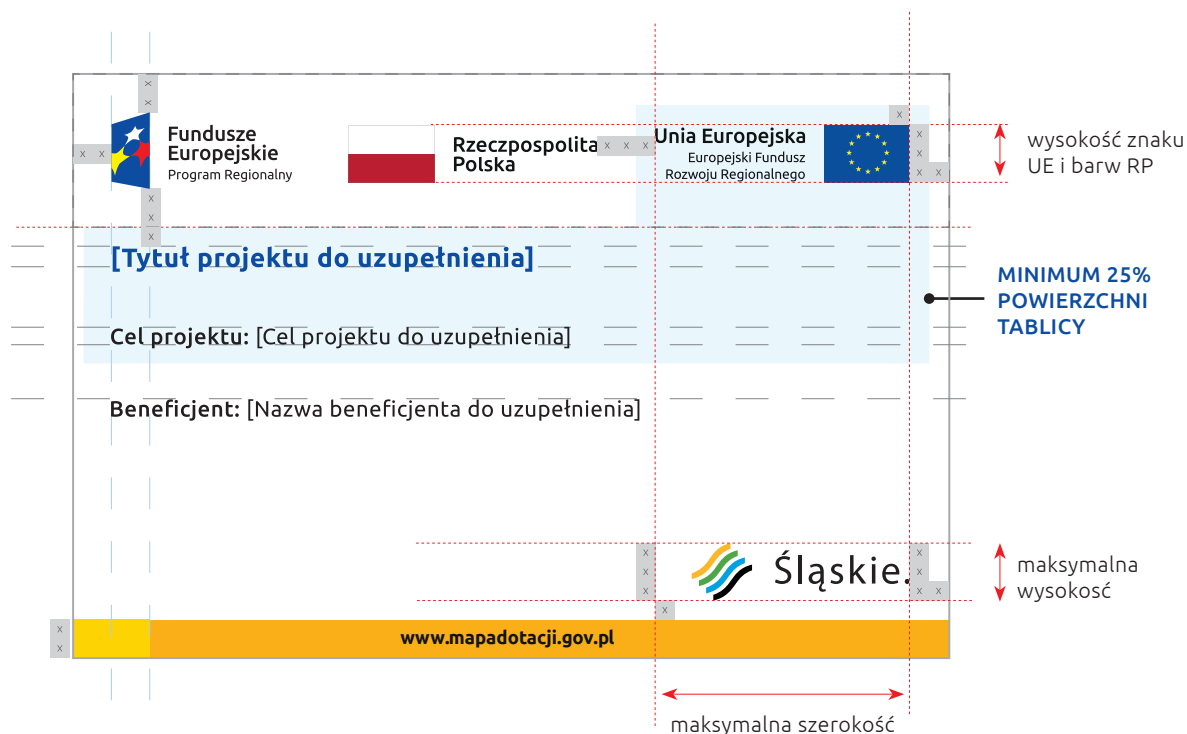 Fundusze
Europejskie
Program Regionalny
Rzeczpospolita
Polska
x x x
Unia Europejska
Europejski Fundusz
Rozwoju Regionalnego
x
x
x
x
x
x x
x
x
x
x x
wysokość znaku
UE i barw RP
[Tytuł projektu do uzupełnienia]
MINIMUM 25%
POWIERZCHNI
TABLICY
Cel projektu: [Cel projektu do uzupełnienia]
Beneficjent: [Nazwa beneficjenta do uzupełnienia]
x
x
x
Śląskie.
x
x
x x
x
maksymalna
wysokosć
x
x
www.mapadotacji.gov.pl
maksymalna szerokość